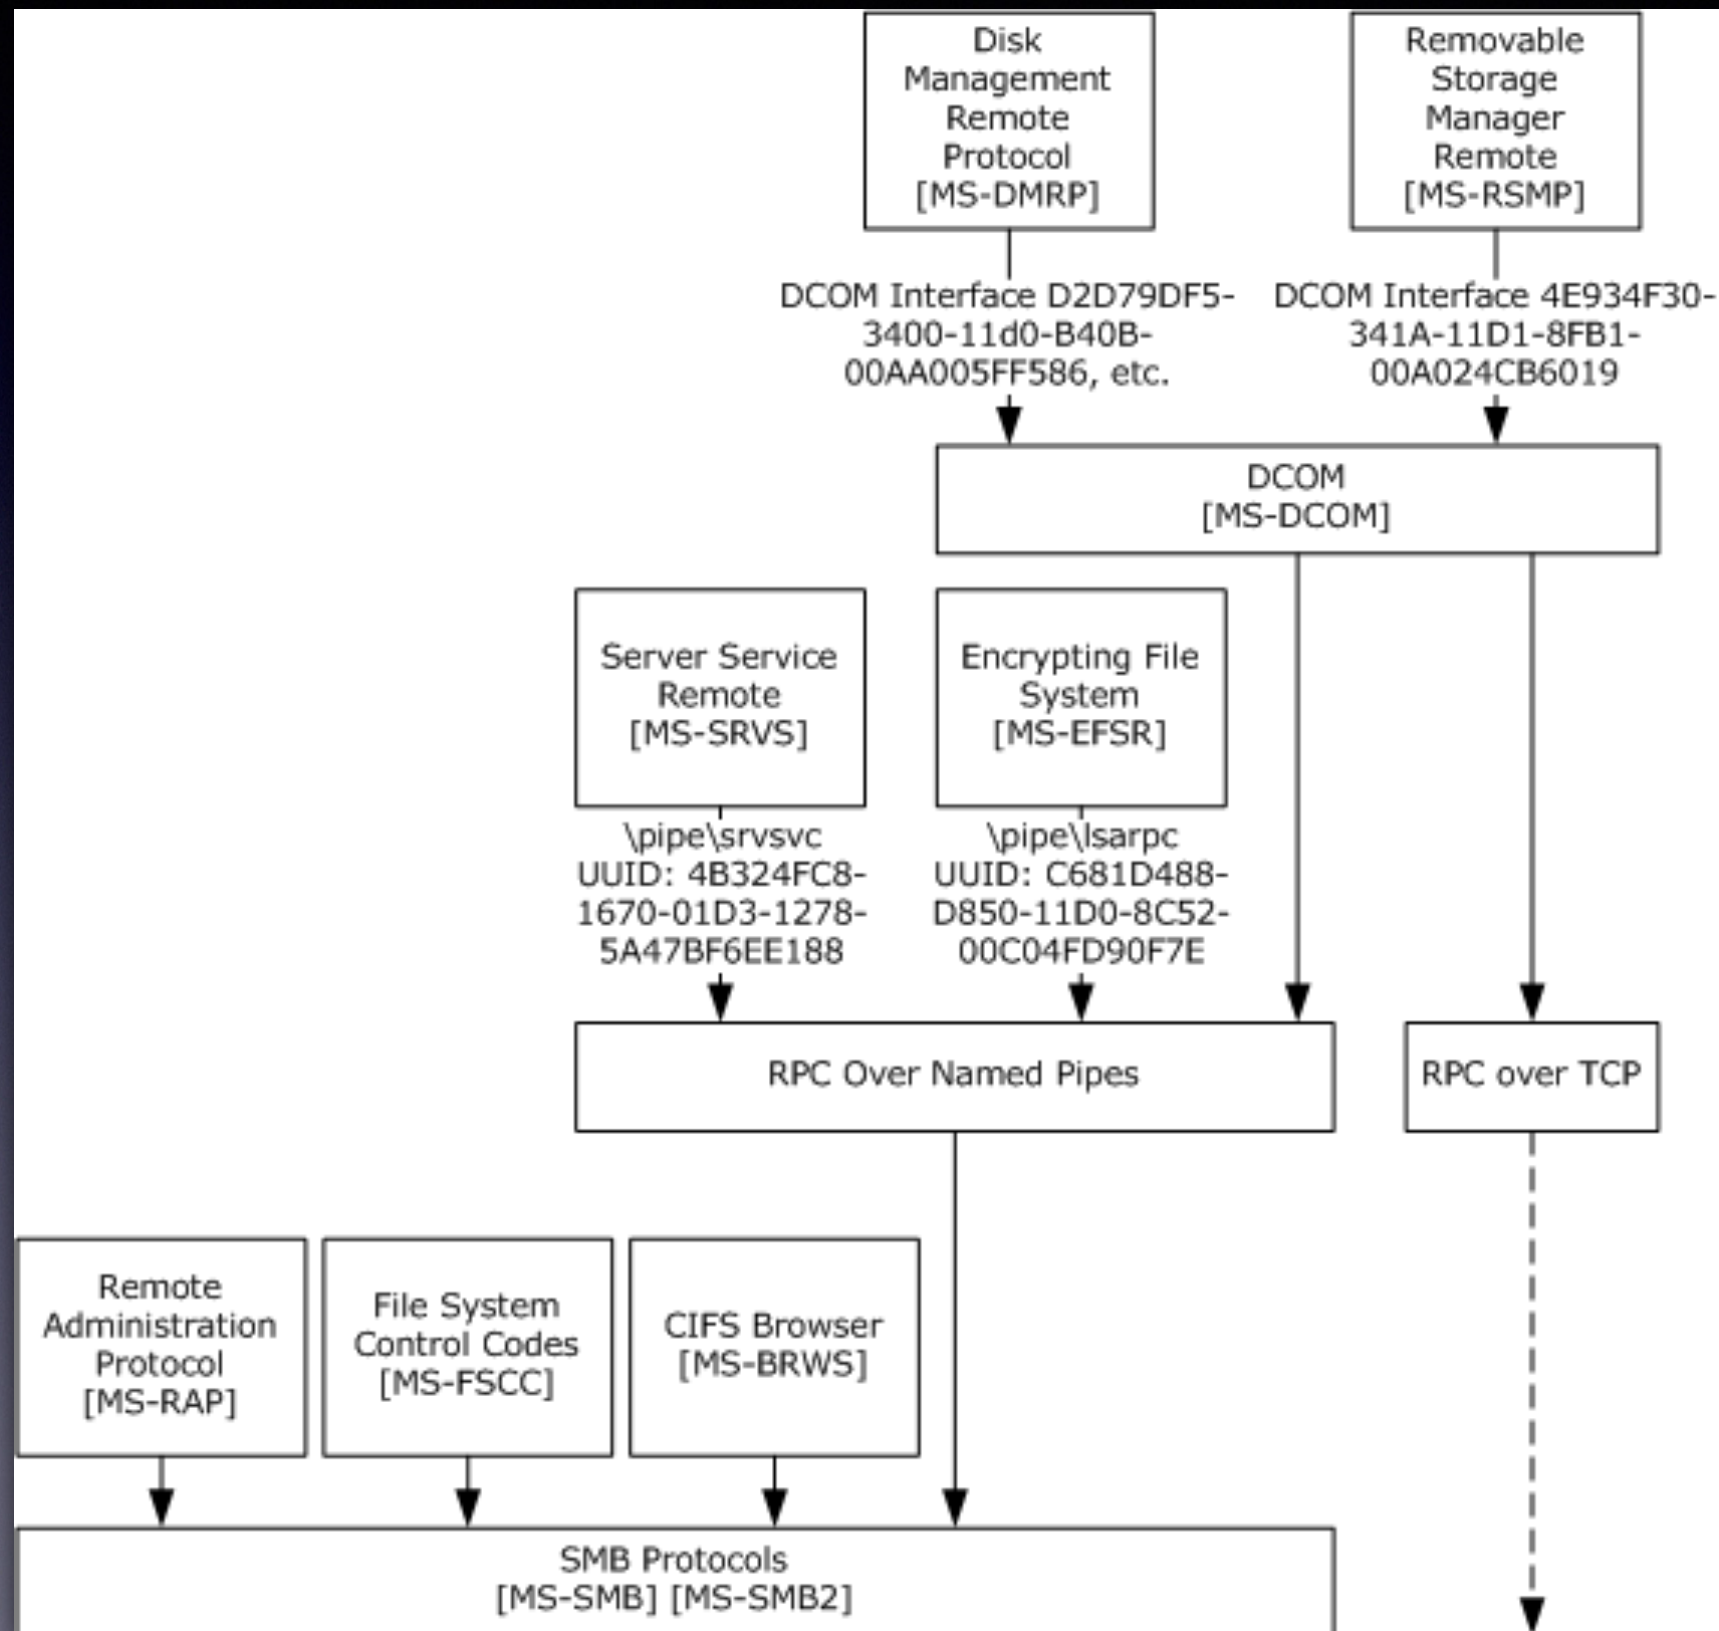 Disk
Management
Remote
Protocol
[MS-DMRP]
Removable
Storage
Manager
Remote
[MS-RSMP]
DCOM Interface D2D79DF5-
3400-11d0-B40B-
00AA005FF586, etc.
DCOM Interface 4E934F30-
341A-11D1-8FB1-
00A024CB6019
DCOM
[MS-DCOM]
Server Service
Remote
[MS-SRVS]
Encrypting File
System
[MS-EFSR]
\pipe\srvsvc
UUID: 4B324FC8-
1670-01D3-1278-
5A47BF6EE188
\pipe\lsarpc
UUID: C681D488-
D850-11D0-8C52-
00C04FD90F7E
RPC Over Named Pipes
RPC over TCP
Remote
Administration
Protocol
[MS-RAP]
File System
Control Codes
[MS-FSCC]
CIFS Browser
[MS-BRWS]
SMB Protocols
[MS-SMB] [MS-SMB2]